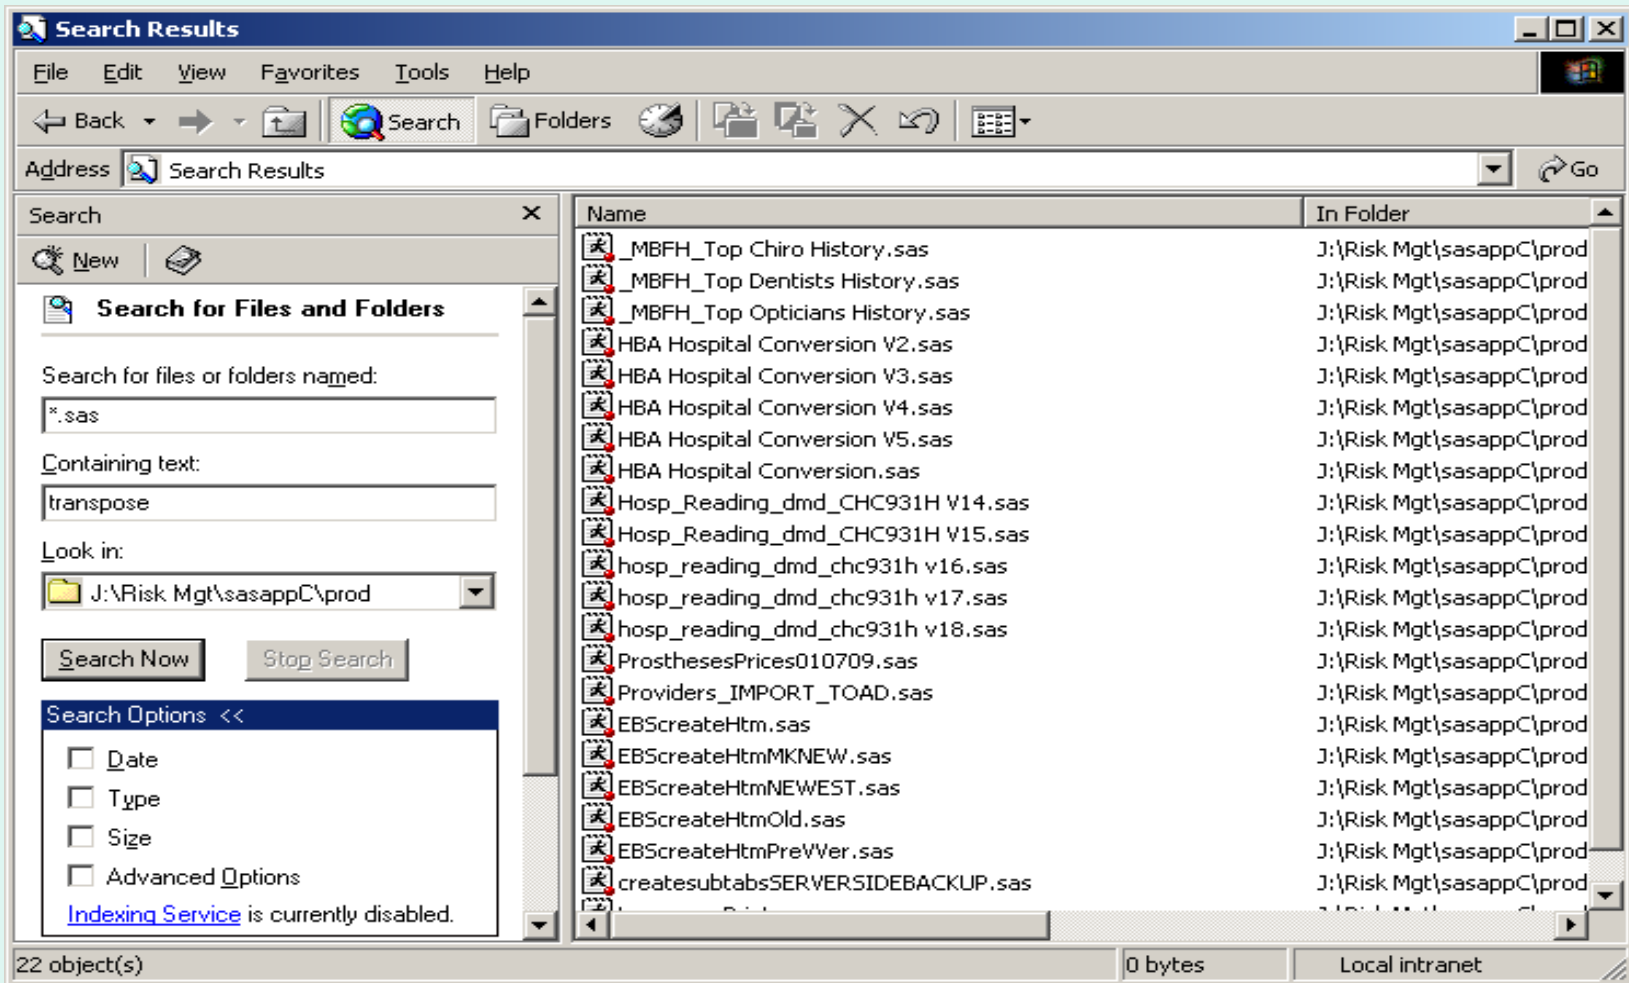 Search Results
File Edit View Favorites Tools Help
Back Search Folders
Address Search Results Go
Search
New
Search for Files and Folders
Search for files or folders named:
*.sas
Containing text:
transpose
Look in:
J:\Risk Mgt\sasappC\prod
Search Now Stop Search
Search Options <<
Date
Type
Size
Advanced Options
Indexing Service is currently disabled.
Name In Folder
_MBFH_Top Chiro History.sas J:\Risk Mgt\sasappC\prod
_MBFH_Top Dentists History.sas J:\Risk Mgt\sasappC\prod
_MBFH_Top Opticians History.sas J:\Risk Mgt\sasappC\prod
HBA Hospital Conversion V2.sas J:\Risk Mgt\sasappC\prod
HBA Hospital Conversion V3.sas J:\Risk Mgt\sasappC\prod
HBA Hospital Conversion V4.sas J:\Risk Mgt\sasappC\prod
HBA Hospital Conversion V5.sas J:\Risk Mgt\sasappC\prod
HBA Hospital Conversion.sas J:\Risk Mgt\sasappC\prod
Hosp_Reading_dmd_CHC931H V14.sas J:\Risk Mgt\sasappC\prod
Hosp_Reading_dmd_CHC931H V15.sas J:\Risk Mgt\sasappC\prod
hosp_reading_dmd_chc931h v16.sas J:\Risk Mgt\sasappC\prod
hosp_reading_dmd_chc931h v17.sas J:\Risk Mgt\sasappC\prod
hosp_reading_dmd_chc931h v18.sas J:\Risk Mgt\sasappC\prod
ProsthesesPrices010709.sas J:\Risk Mgt\sasappC\prod
Providers_IMPORT_TOAD.sas J:\Risk Mgt\sasappC\prod
EBScreateHtm.sas J:\Risk Mgt\sasappC\prod
EBScreateHtmMKNEW.sas J:\Risk Mgt\sasappC\prod
EBScreateHtmNEWEST.sas J:\Risk Mgt\sasappC\prod
EBScreateHtmOld.sas J:\Risk Mgt\sasappC\prod
EBScreateHtmPreVVer.sas J:\Risk Mgt\sasappC\prod
createsubtabsSERVERSIDEBACKUP.sas J:\Risk Mgt\sasappC\prod
22 object(s) 0 bytes Local intranet